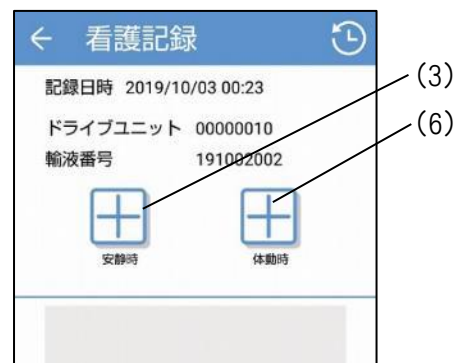 ← 看護記録
記録日時 2019/10/03 00:23
ドライブユニット 00000010
輸液番号 191002002
安静時 体動時
(3)
(6)